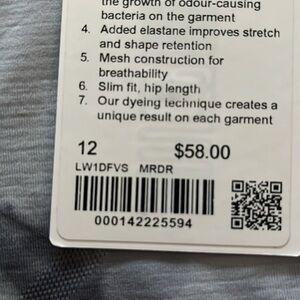 the growth of odour-causing
bacteria on the garment
4. Added elastane improves stretch
and shape retention
5. Mesh construction for
breathability
6. Slim fit, hip length
7. Our dyeing technique creates a
unique result on each garment
12 $58.00
LW1DFVS MRDR
000142225594